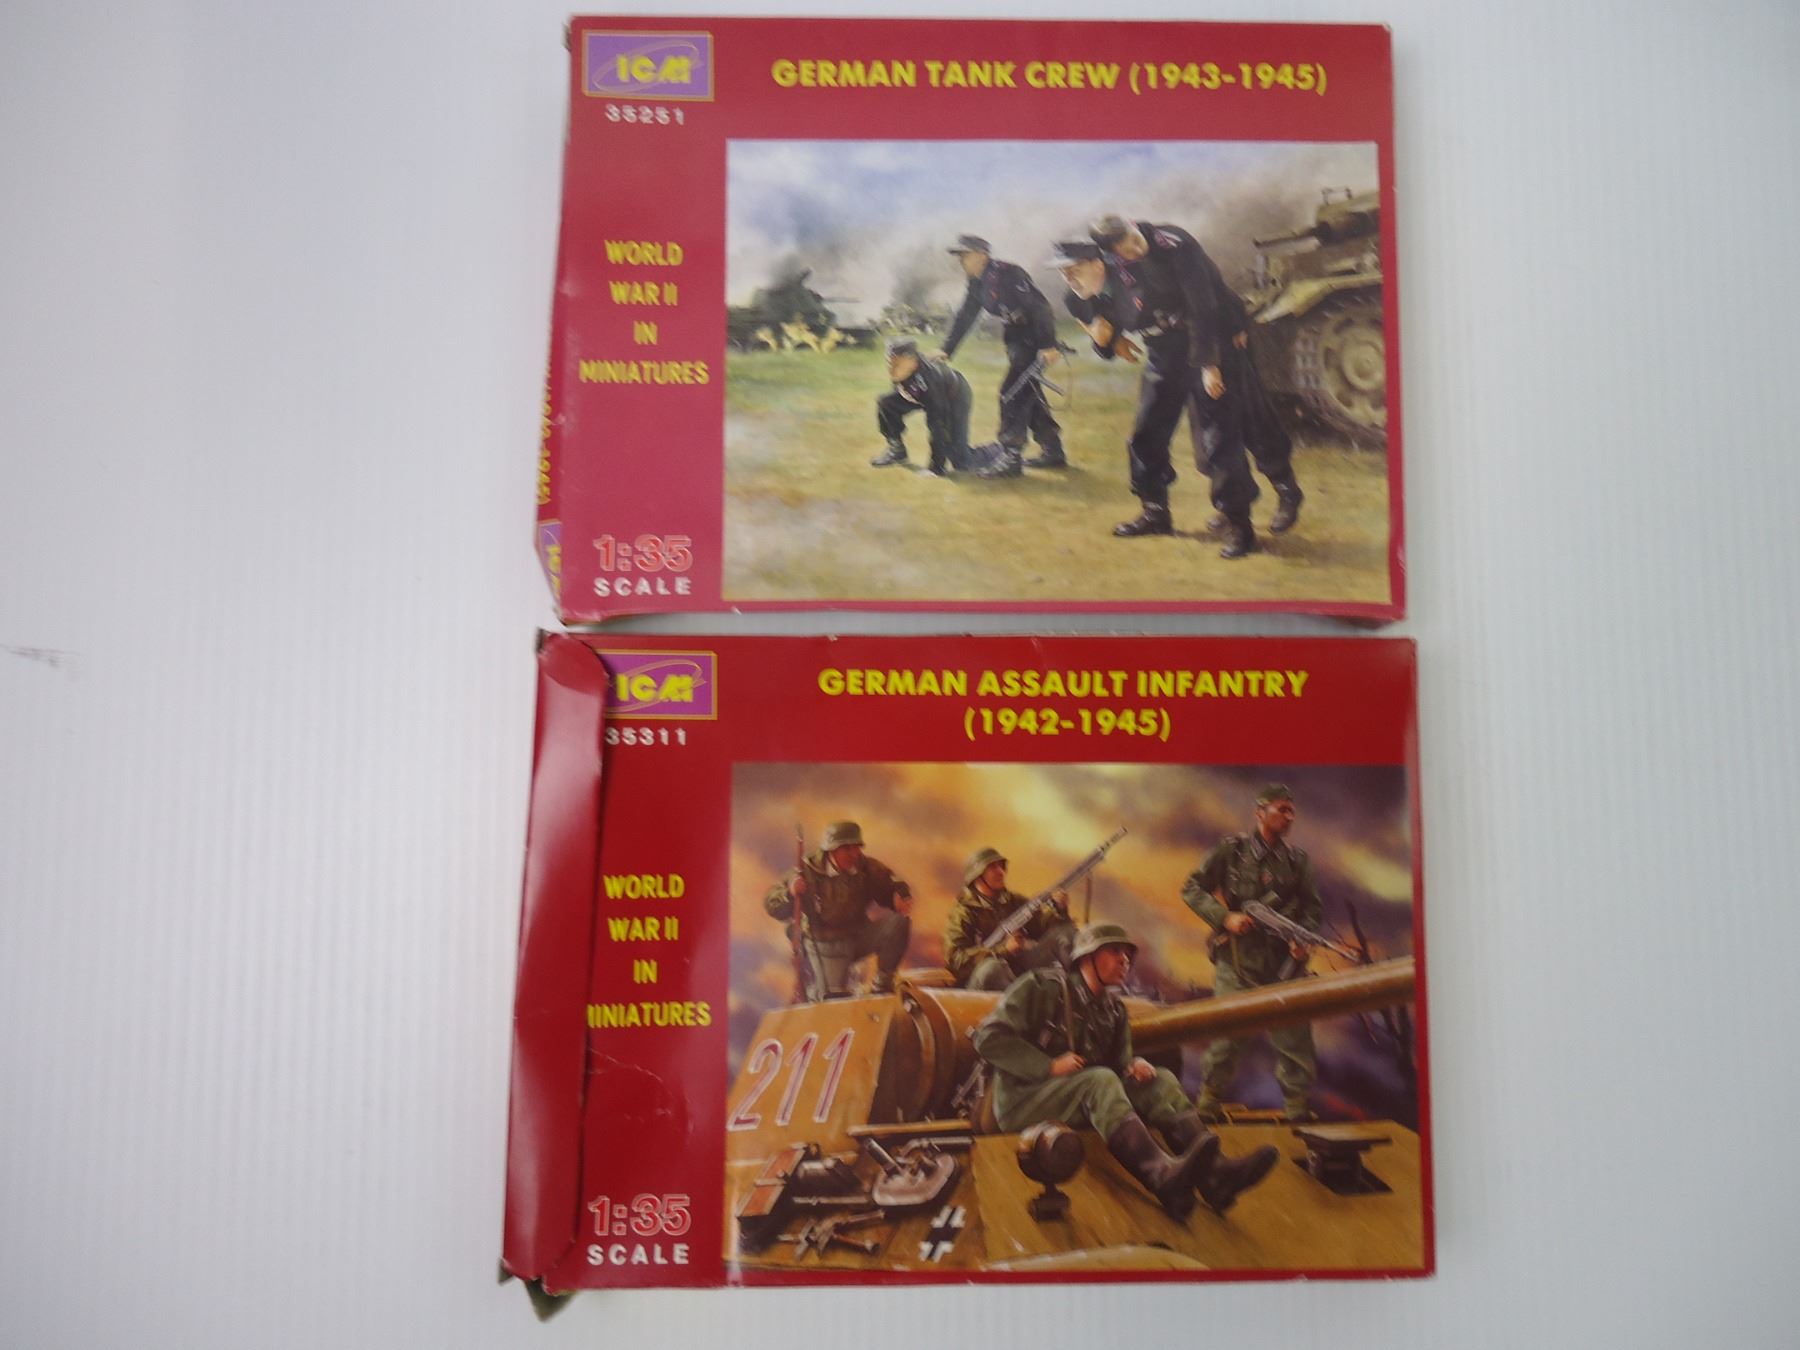 ICM
35251
GERMAN TANK CREW (1943-1945)
WORLD
WAR II
IN
MINIATURES
1:35
SCALE
ICM
35311
GERMAN ASSAULT INFANTRY
(1942-1945)
WORLD
WAR II
IN
MINIATURES
1:35
SCALE
211